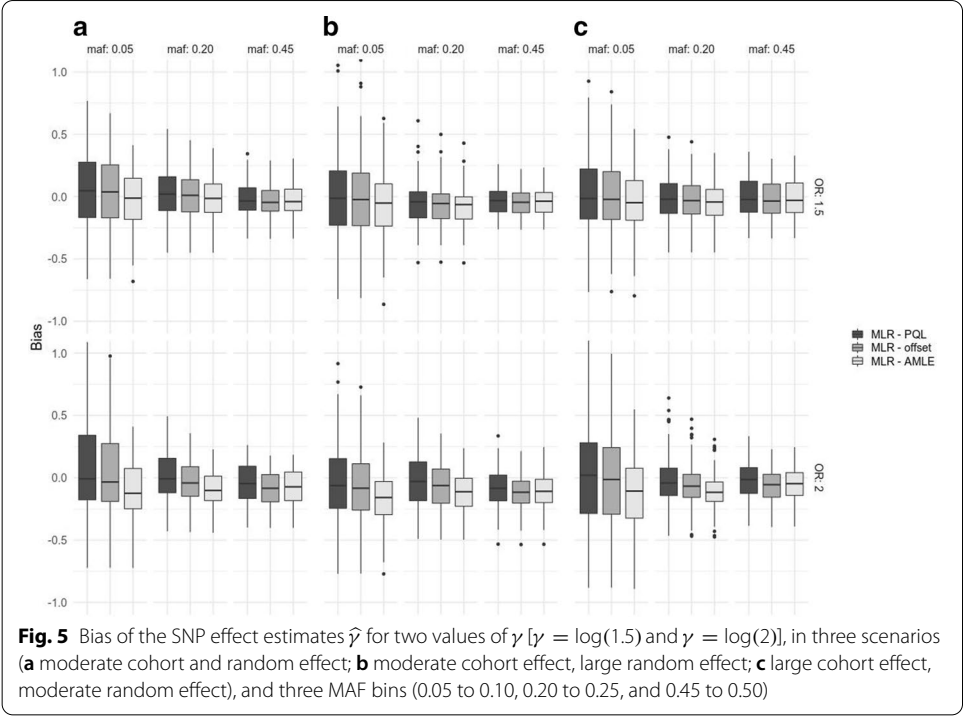 a b c
maf: 0.05 maf: 0.20 maf: 0.45 maf: 0.05 maf: 0.20 maf: 0.45 maf: 0.05 maf: 0.20 maf: 0.45
1.0
0.5
0.0
-0.5
-1.0
OR: 1.5
Bias
1.0
0.5
0.0
-0.5
-1.0
OR: 2
MLR - PQL
MLR - offset
MLR - AMLE
Fig. 5 Bias of the SNP effect estimates γ̂ for two values of γ [γ = log(1.5) and γ = log(2)], in three scenarios
(a moderate cohort and random effect; b moderate cohort effect, large random effect; c large cohort effect,
moderate random effect), and three MAF bins (0.05 to 0.10, 0.20 to 0.25, and 0.45 to 0.50)